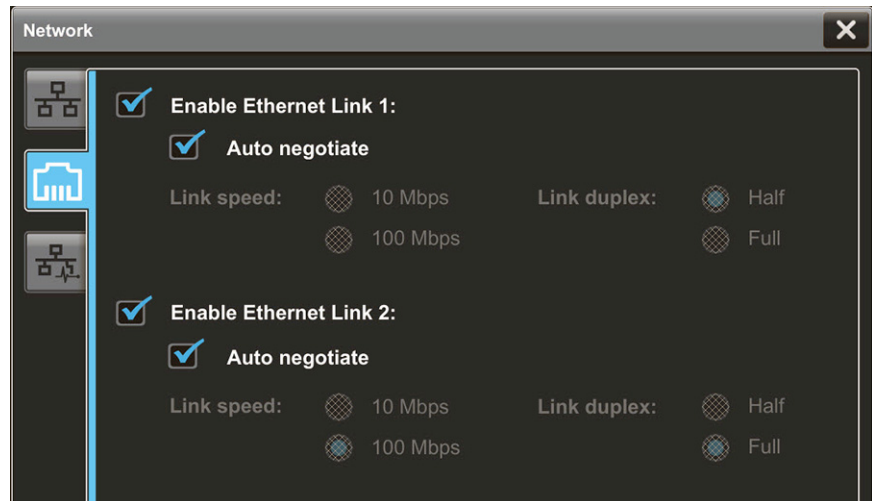 Network
Enable Ethernet Link 1:
Auto negotiate
Link speed: 10 Mbps Link duplex: Half
100 Mbps Full
Enable Ethernet Link 2:
Auto negotiate
Link speed: 10 Mbps Link duplex: Half
100 Mbps Full